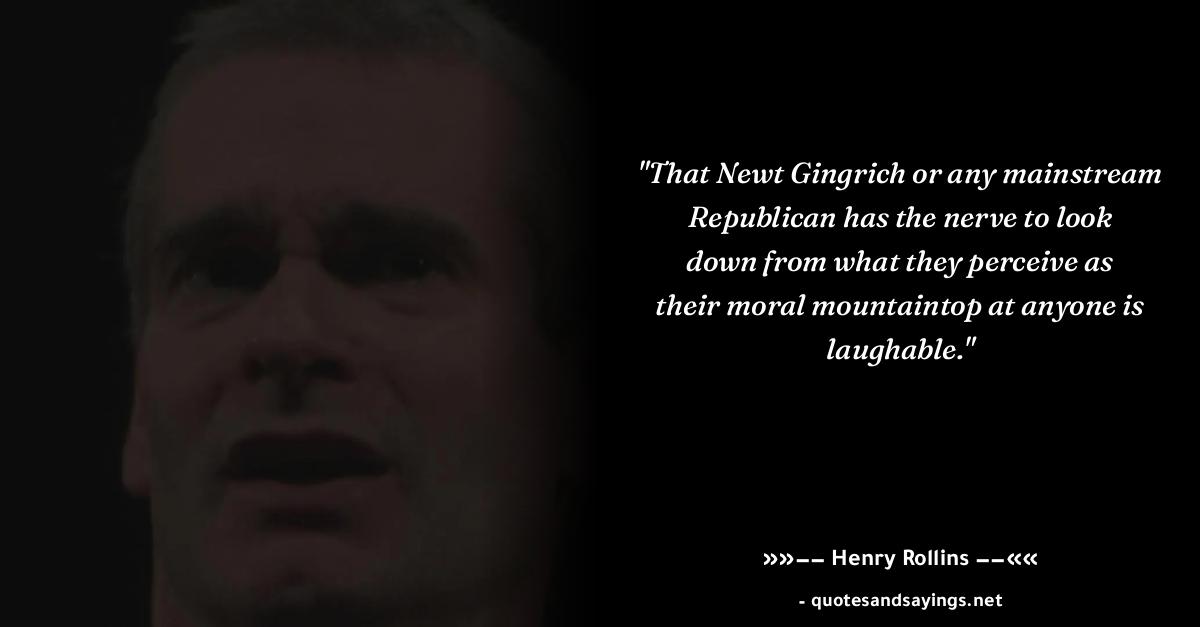 "That Newt Gingrich or any mainstream
Republican has the nerve to look
down from what they perceive as
their moral mountaintop at anyone is
laughable."
»»−− Henry Rollins −−««
- quotesandsayings.net